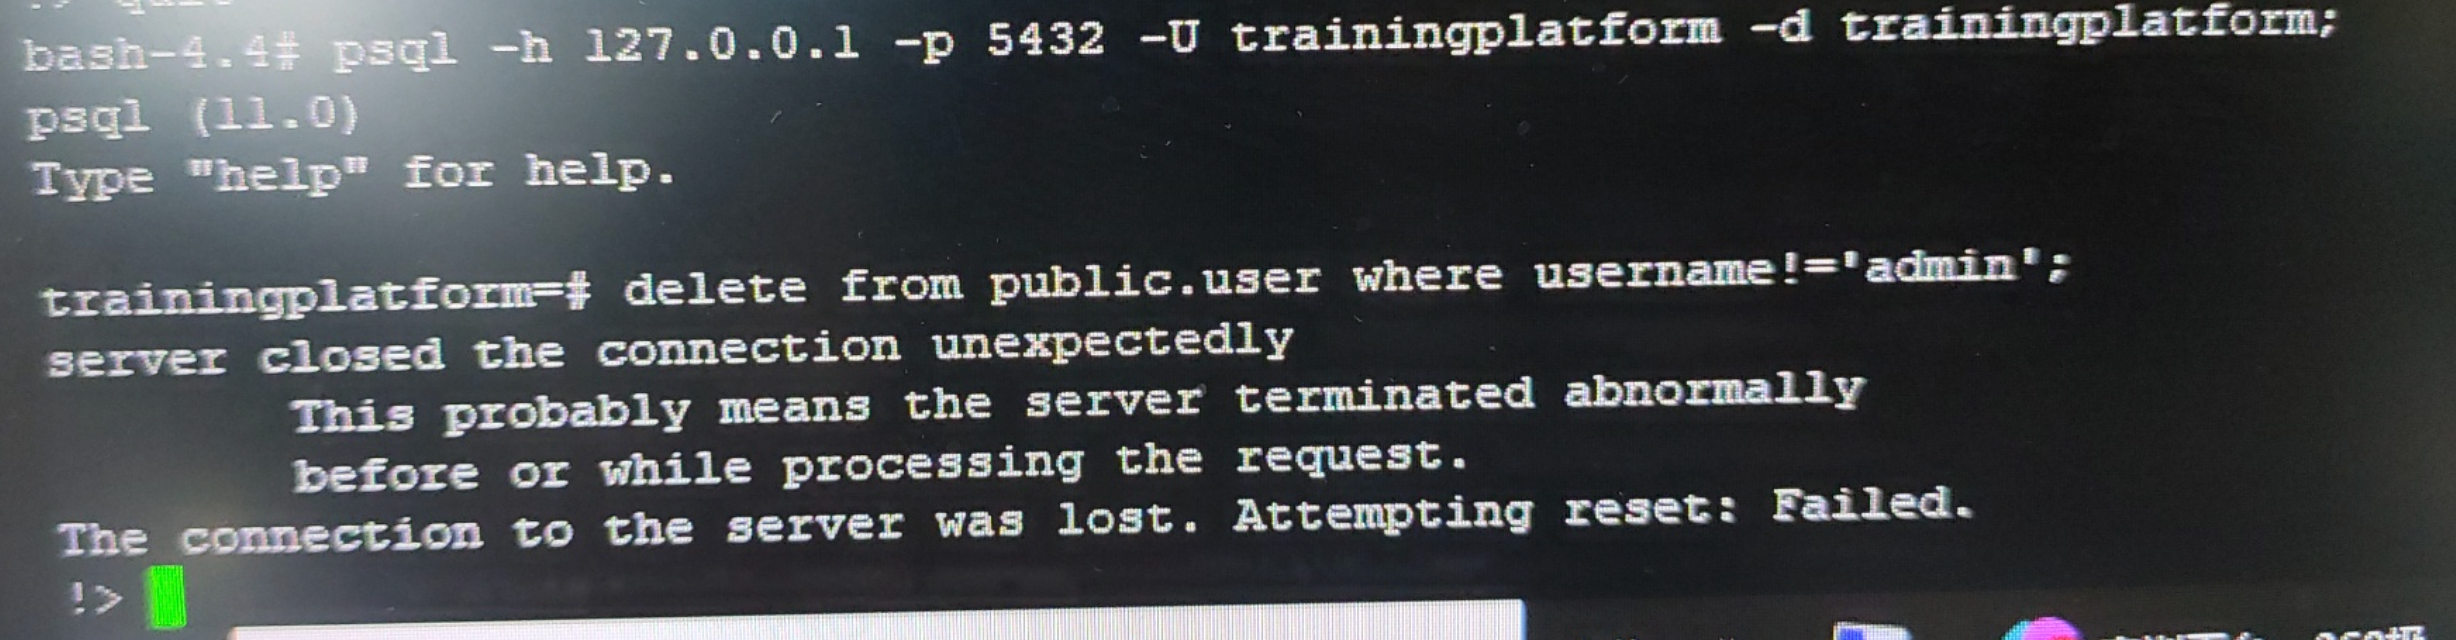 bash-4.4# psql -h 127.0.0.1 -p 5432 -U trainingplatform -d trainingplatform;
psql (11.0)
Type "help" for help.
trainingplatform=# delete from public.user where username!='admin';
server closed the connection unexpectedly
This probably means the server terminated abnormally
before or while processing the request.
The connection to the server was lost. Attempting reset: Failed.
!>